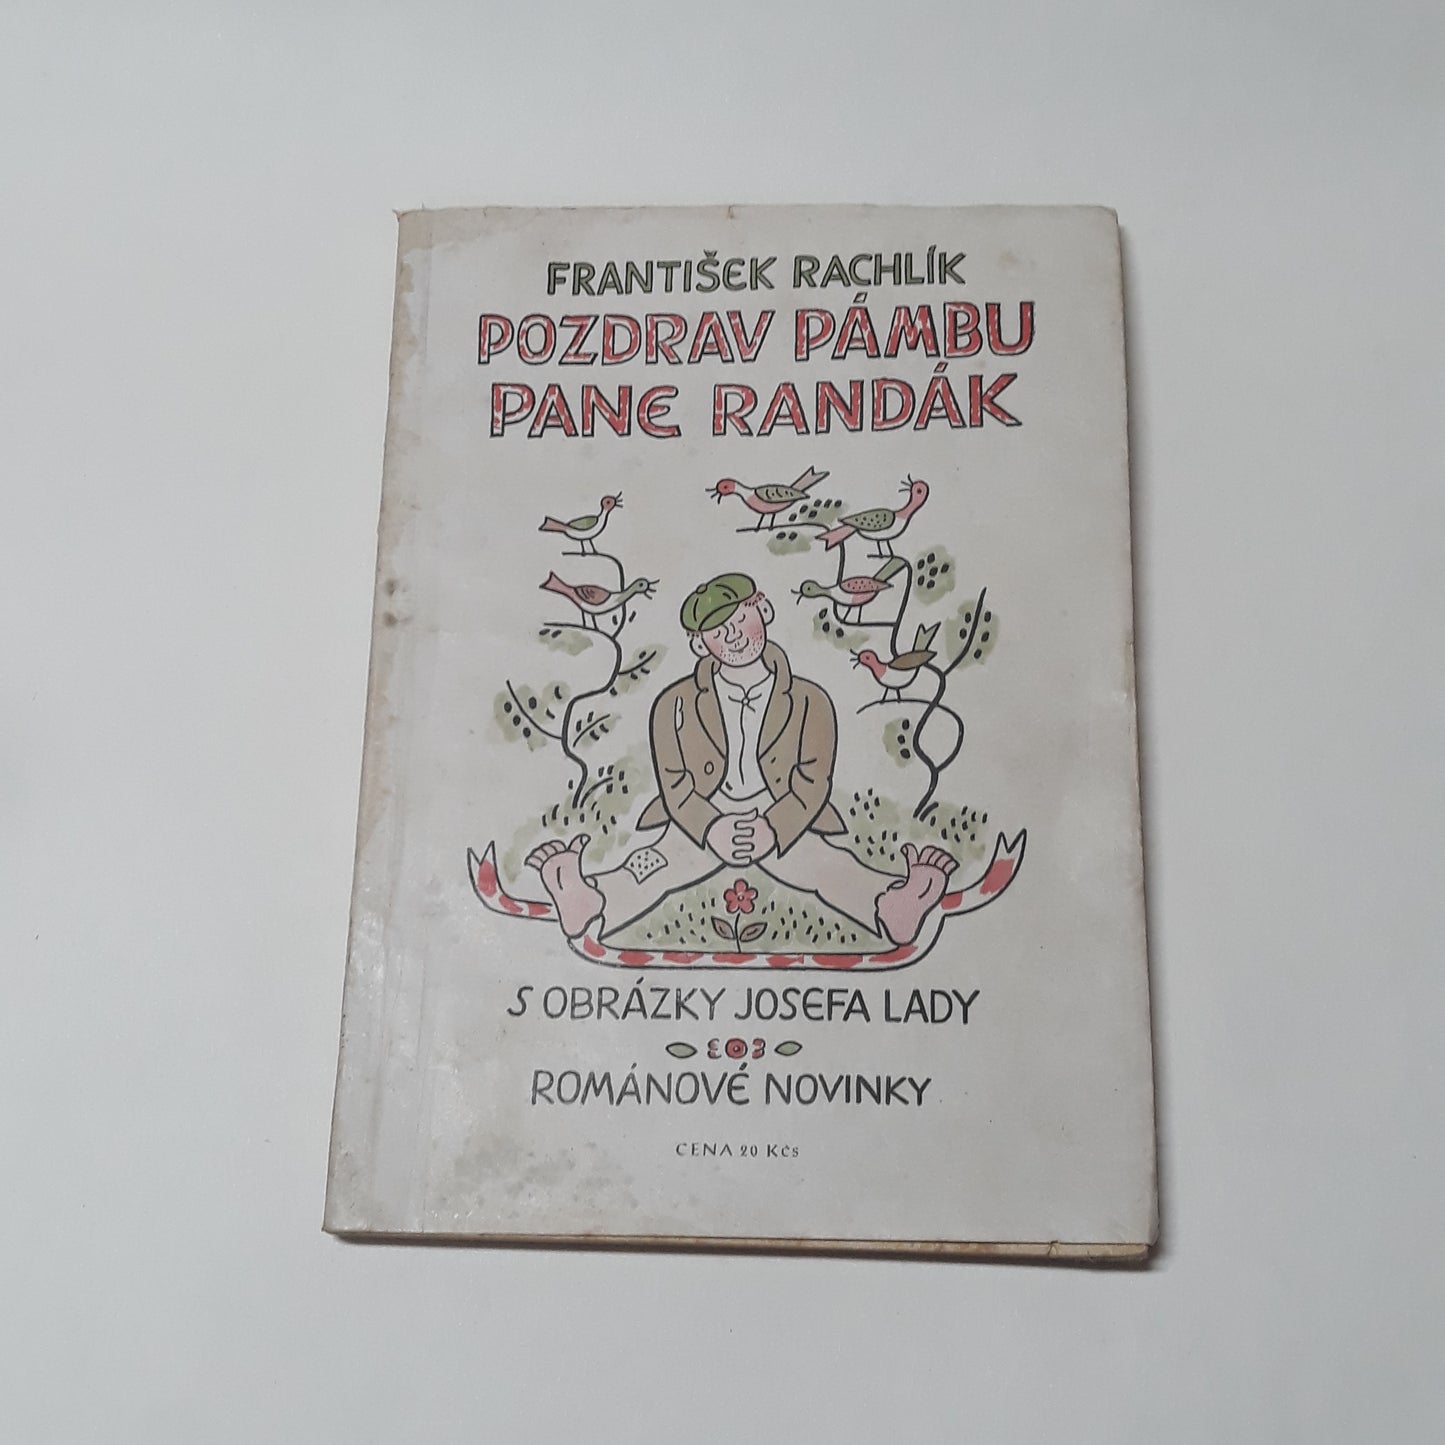 FRANTIŠEK RACHLÍK
POZDRAV PÁMBU
PANE RANDÁK
S OBRÁZKY JOSEFA LADY
ROMÁNOVÉ NOVINKY
CENA 20 Kčs